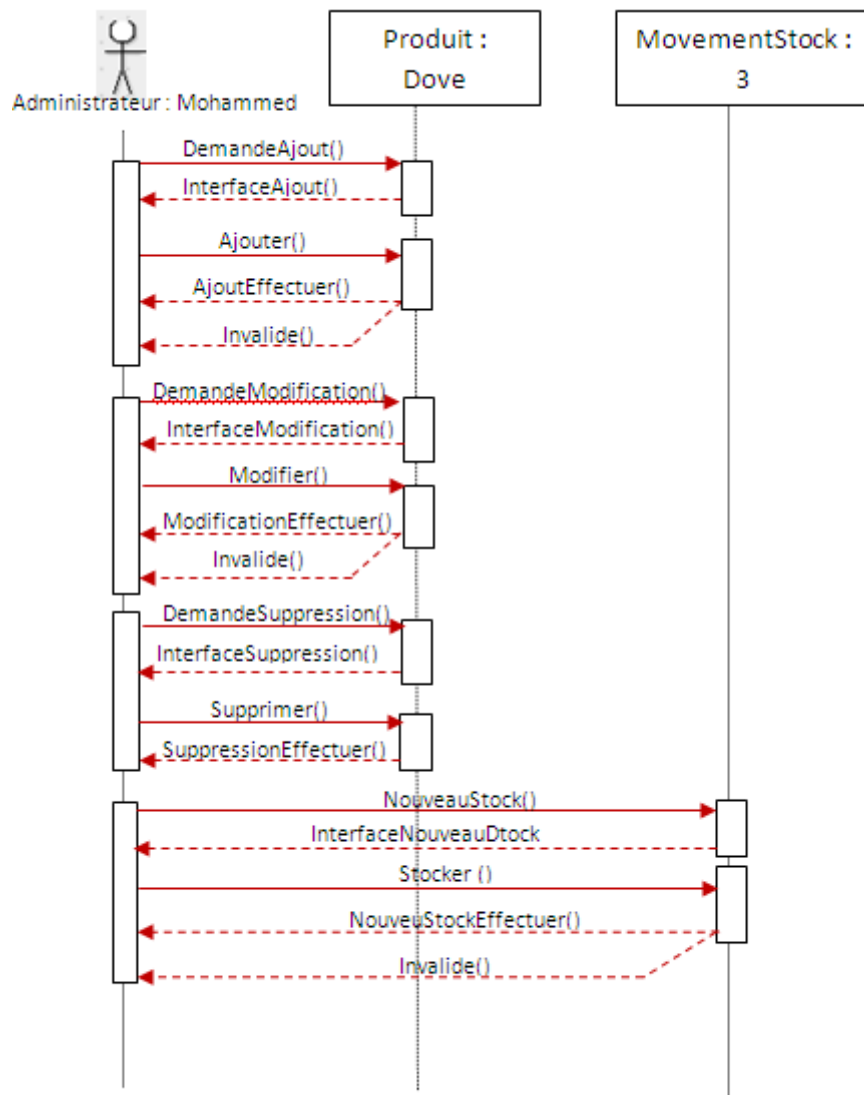 Produit :
Dove
MovementStock :
3
Administrateur : Mohammed
DemandeAjout()
InterfaceAjout()
Ajouter()
AjoutEffectuer()
Invalide()
DemandeModification()
InterfaceModification()
Modifier()
ModificationEffectuer()
Invalide()
DemandeSuppression()
InterfaceSuppression()
Supprimer()
SuppressionEffectuer()
NouveauStock()
InterfaceNouveauDtock
Stocker ()
NouveuStockEffectuer()
Invalide()